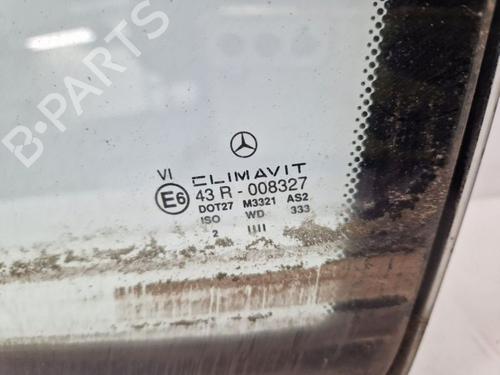 B-PARTS
VI CLIMAVIT
E6 43 R - 008327
DOT27 M3321 AS2
ISO WD 333
2 IIII